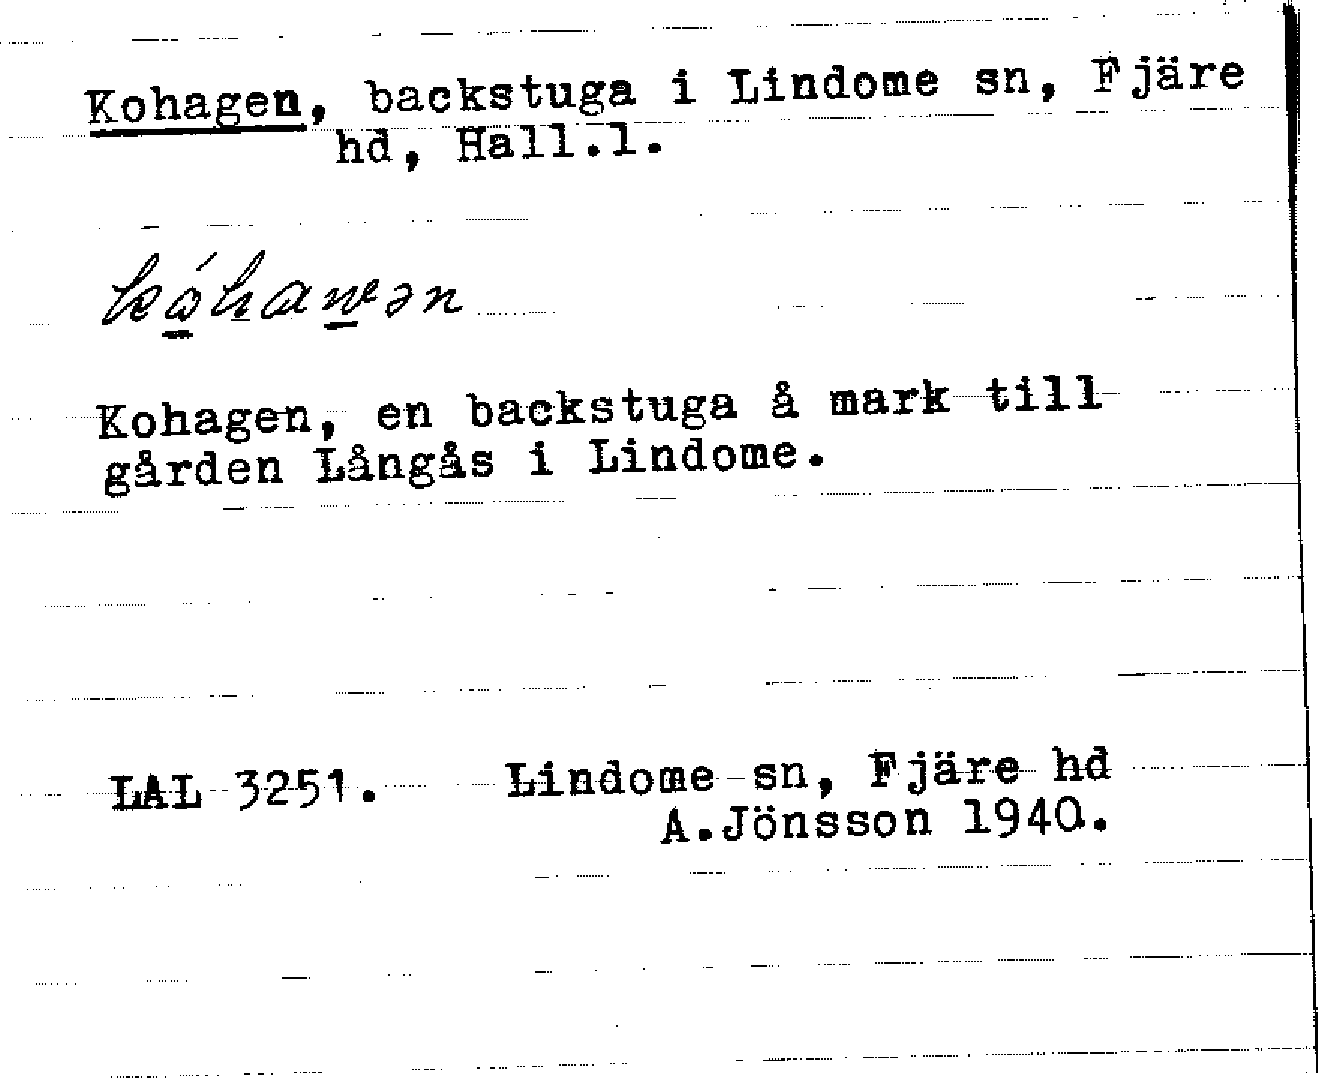 Kohagen, backstuga i Lindome sn, Fjäre
hd, Hall.l.
kóhawən
Kohagen, en backstuga å mark till
gården Långås i Lindome.
LAL 3251. Lindome sn, Fjäre hd
A.Jönsson 1940.